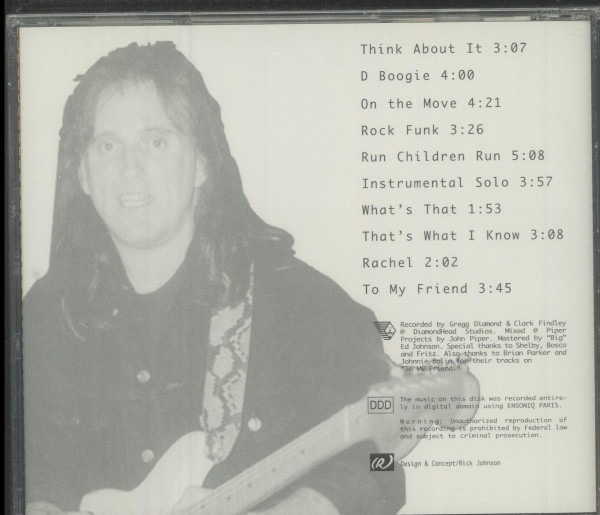 Think About It 3:07
D Boogie 4:00
On the Move 4:21
Rock Funk 3:26
Run Children Run 5:08
Instrumental Solo 3:57
What's That 1:53
That's What I Know 3:08
Rachel 2:02
To My Friend 3:45
Recorded by Gregg Diamond & Clark Findley
@ DiamondHead Studios. Mixed @ Piper
Projects by John Piper. Mastered by "Big"
Ed Johnson. Special thanks to Shelby, Bosco
and Fritz. Also thanks to Brian Parker and
Johnnie Bolin for their tracks on
"To My Friend."
DDD
The music on this disk was recorded entire-
ly in digital domain using ENSONIQ PARIS.
Warning: Unauthorized reproduction of
this recording is prohibited by Federal law
and subject to criminal prosecution.
(R)
Design & Concept/Rick Johnson